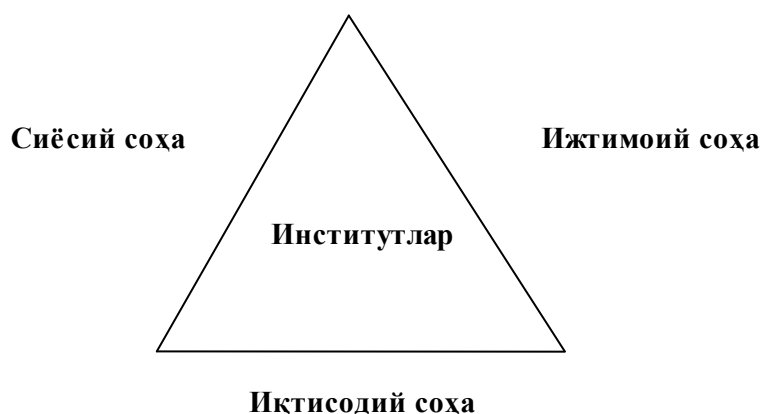 Сиёсий соҳа
Ижтимоий соҳа
Институтлар
Иқтисодий соҳа